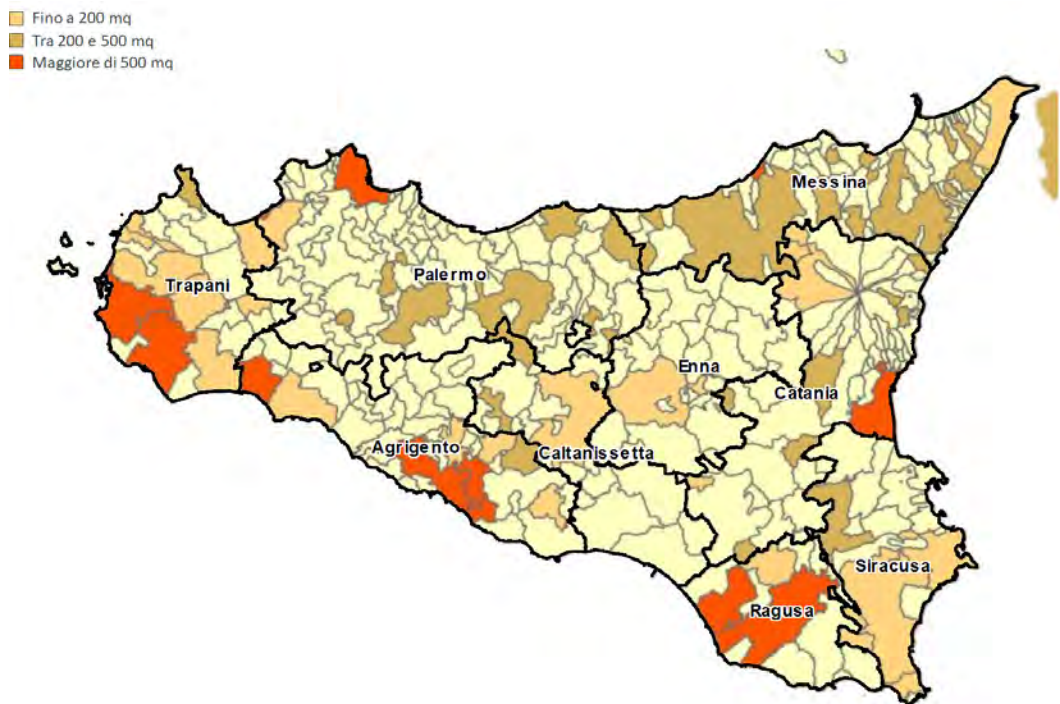 Fino a 200 mq
Tra 200 e 500 mq
Maggiore di 500 mq
Messina
Palermo
Trapani
Enna
Catania
Agrigento
Caltanissetta
Siracusa
Ragusa